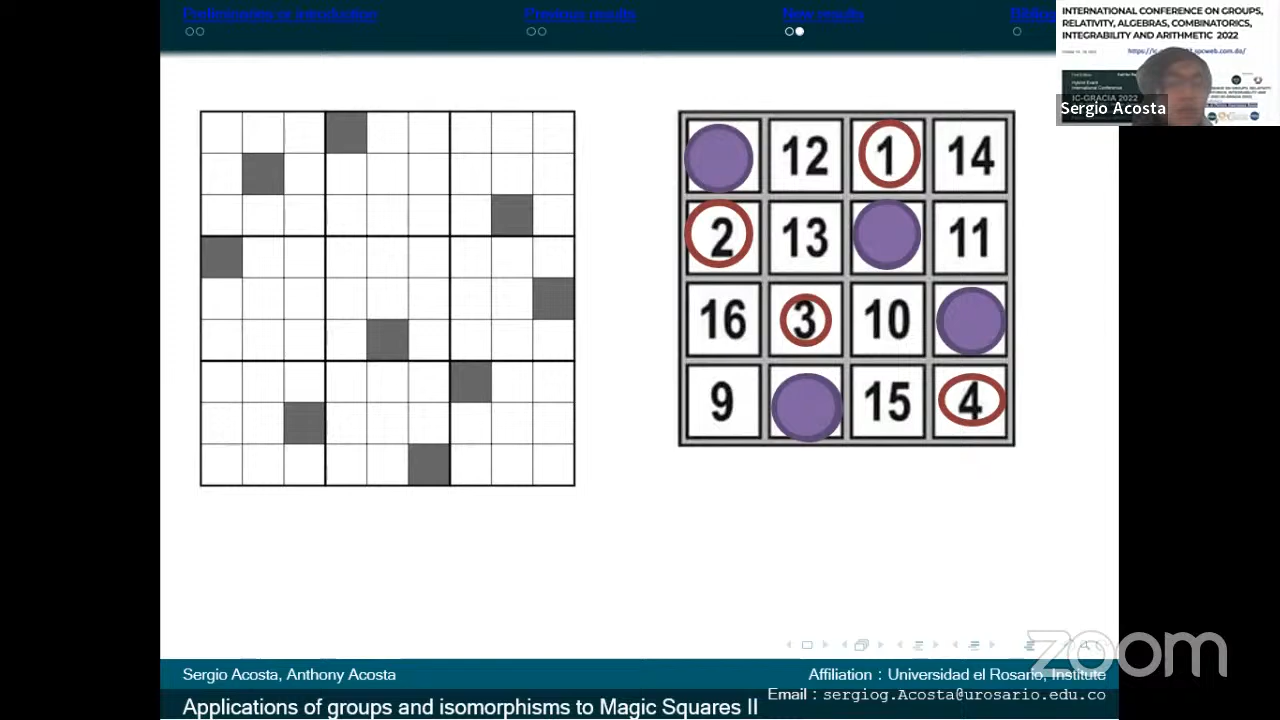 Preliminaries or introduction
Previous results
New results
INTERNATIONAL CONFERENCE ON GROUPS,
RELATIVITY, ALGEBRAS, COMBINATORICS,
INTEGRABILITY AND ARITHMETIC 2022
IC-GRACIA 2022
Sergio Acosta
12 1 14
2 13 11
16 3 10
9 15 4
zoom
Sergio Acosta, Anthony Acosta
Affiliation : Universidad el Rosario, Institute
Email : sergiog.Acosta@urosario.edu.co
Applications of groups and isomorphisms to Magic Squares II